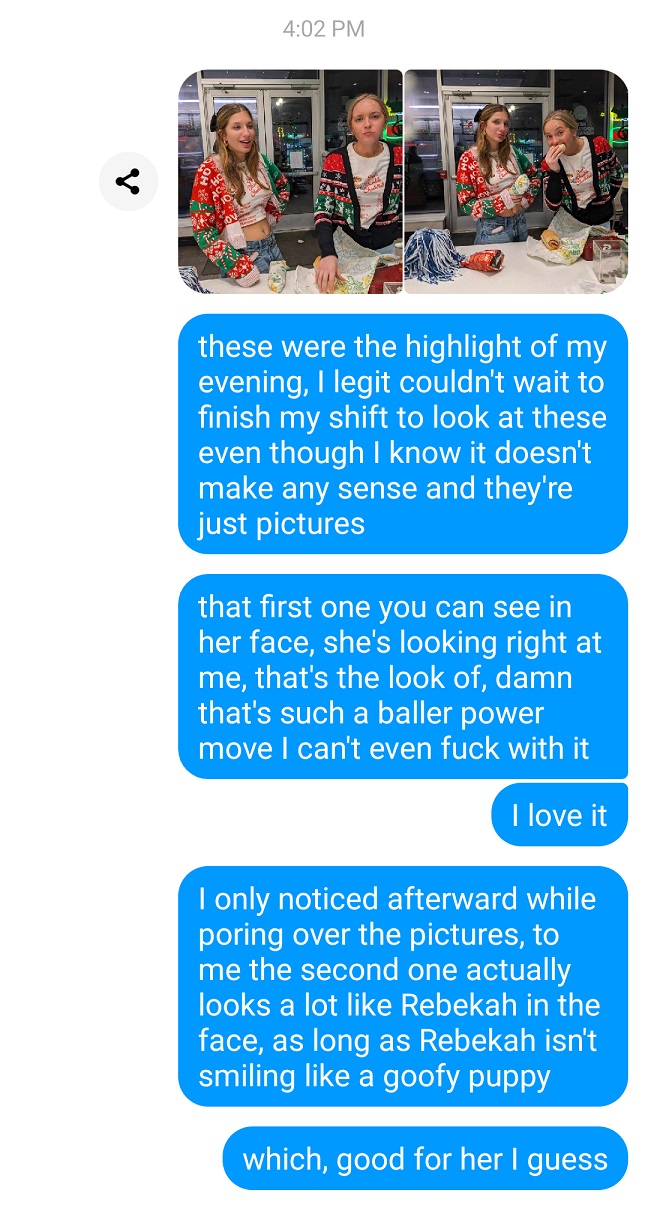 4:02 PM
HO
these were the highlight of my
evening, I legit couldn't wait to
finish my shift to look at these
even though I know it doesn't
make any sense and they're
just pictures
that first one you can see in
her face, she's looking right at
me, that's the look of, damn
that's such a baller power
move I can't even fuck with it
I love it
I only noticed afterward while
poring over the pictures, to
me the second one actually
looks a lot like Rebekah in the
face, as long as Rebekah isn't
smiling like a goofy puppy
which, good for her I guess